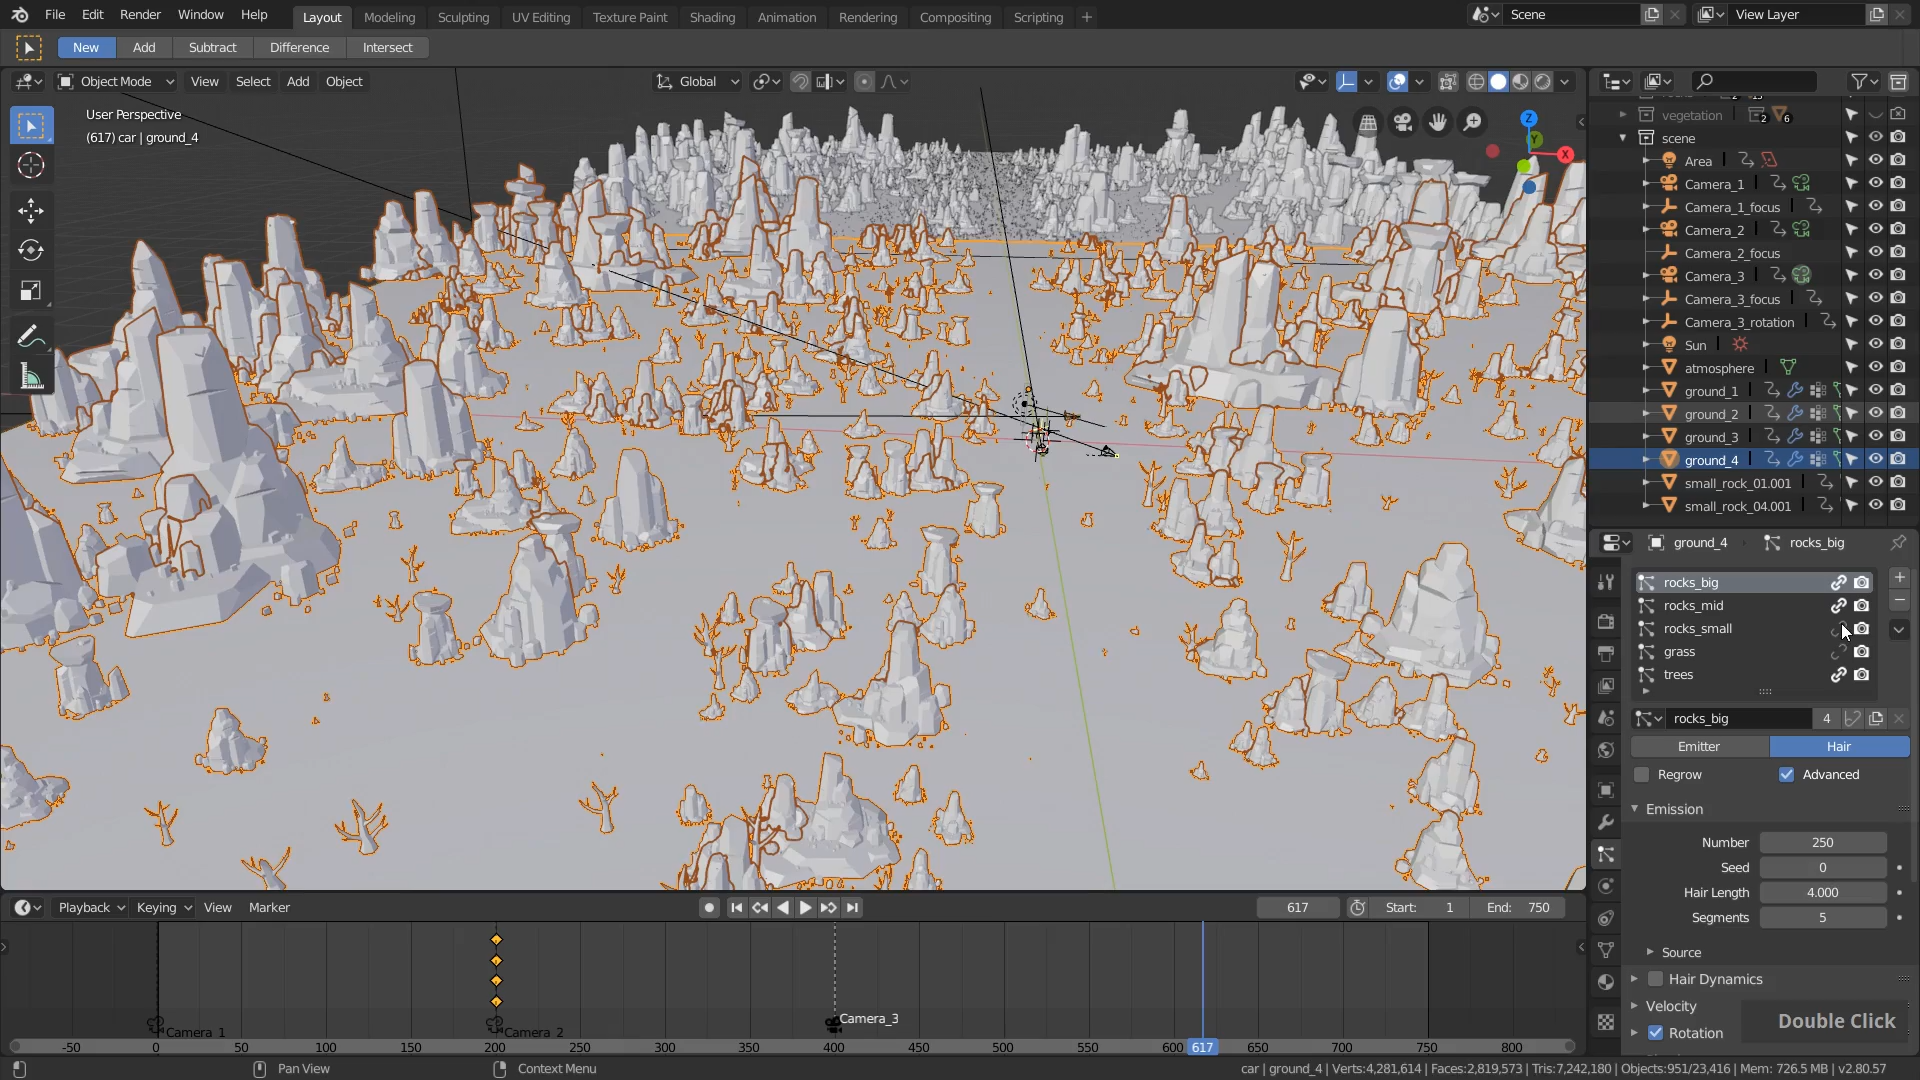 File Edit Render Window Help Layout Modeling Sculpting UV Editing Texture Paint Shading Animation Rendering Compositing Scripting + Scene View Layer
New Add Subtract Difference Intersect
Object Mode View Select Add Object Global
User Perspective
(617) car | ground_4
Z
Y
X
vegetation 2 6
scene
Area
Camera_1
Camera_1_focus
Camera_2
Camera_2_focus
Camera_3
Camera_3_focus
Camera_3_rotation
Sun
atmosphere
ground_1
ground_2
ground_3
ground_4
small_rock_01.001
small_rock_04.001
ground_4 rocks_big
rocks_big
rocks_mid
rocks_small
grass
trees
rocks_big 4
Emitter Hair
Regrow Advanced
Emission
Number 250
Seed 0
Hair Length 4.000
Segments 5
Source
Hair Dynamics
Velocity
Rotation
Double Click
Playback Keying View Marker 617 Start: 1 End: 750
Camera_1 Camera_2 Camera_3
-50 0 50 100 150 200 250 300 350 400 450 500 550 600 617 650 700 750 800
Pan View Context Menu car | ground_4 | Verts:4,281,614 | Faces:2,819,573 | Tris:7,242,180 | Objects:951/23,416 | Mem: 726.5 MB | v2.80.57